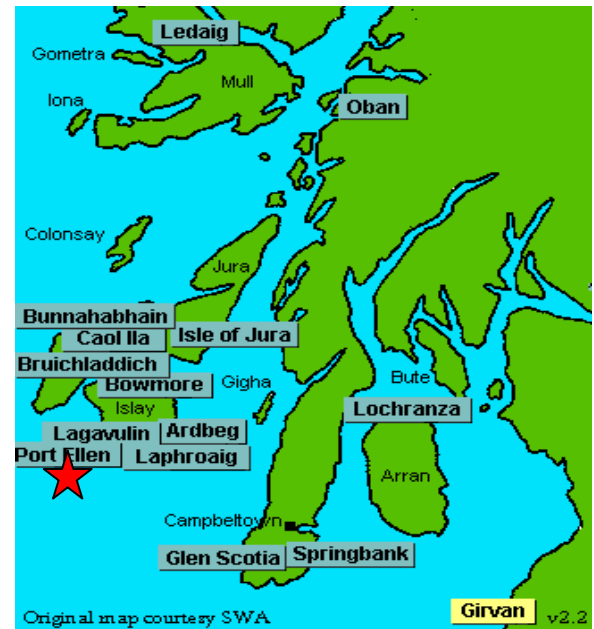 Ledaig
Gometra
Mull
Iona
Oban
Colonsay
Jura
Bunnahabhain
Caol Ila
Isle of Jura
Bruichladdich
Bowmore
Gigha
Bute
Islay
Lochranza
Lagavulin
Ardbeg
Port Ellen
Laphroaig
Arran
Campbeltown
Glen Scotia
Springbank
Girvan
Original map courtesy SWA
v2.2